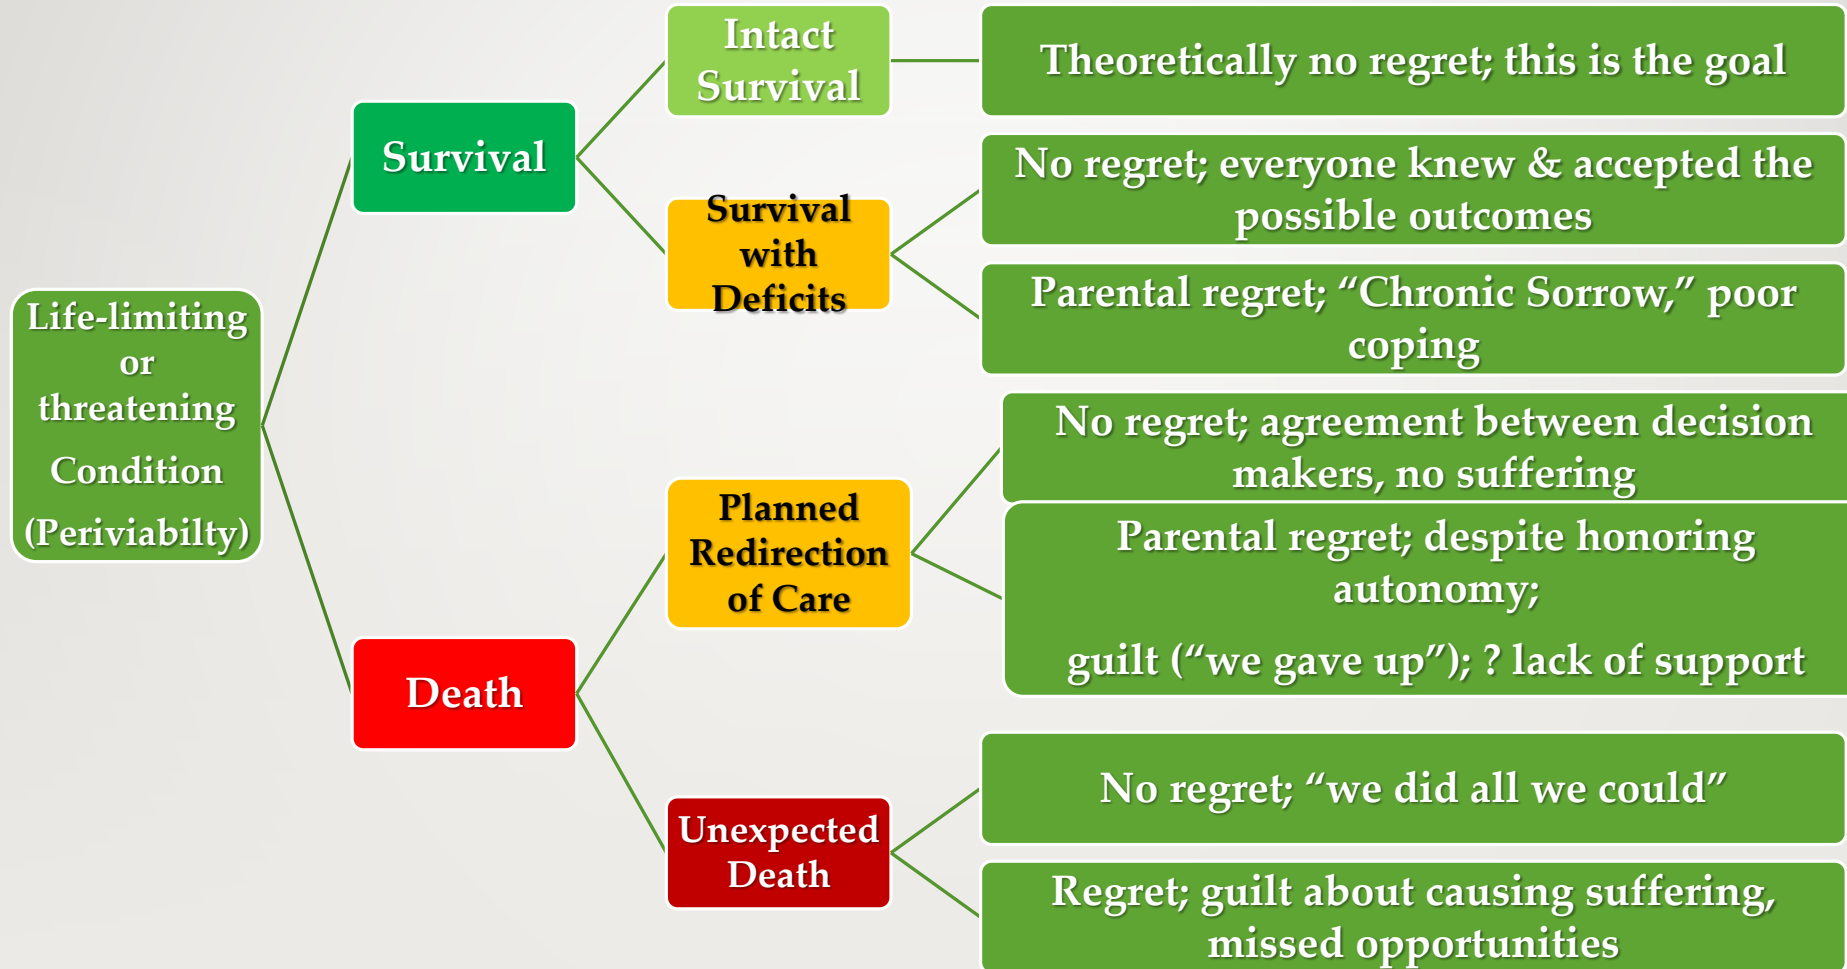 Life-limiting
or
threatening
Condition
(Periviabilty)
Survival
Death
Intact
Survival
Survival
with
Deficits
Planned
Redirection
of Care
Unexpected
Death
Theoretically no regret; this is the goal
No regret; everyone knew & accepted the
possible outcomes
Parental regret; “Chronic Sorrow,” poor
coping
No regret; agreement between decision
makers, no suffering
Parental regret; despite honoring
autonomy;
guilt (“we gave up”); ? lack of support
No regret; “we did all we could”
Regret; guilt about causing suffering,
missed opportunities